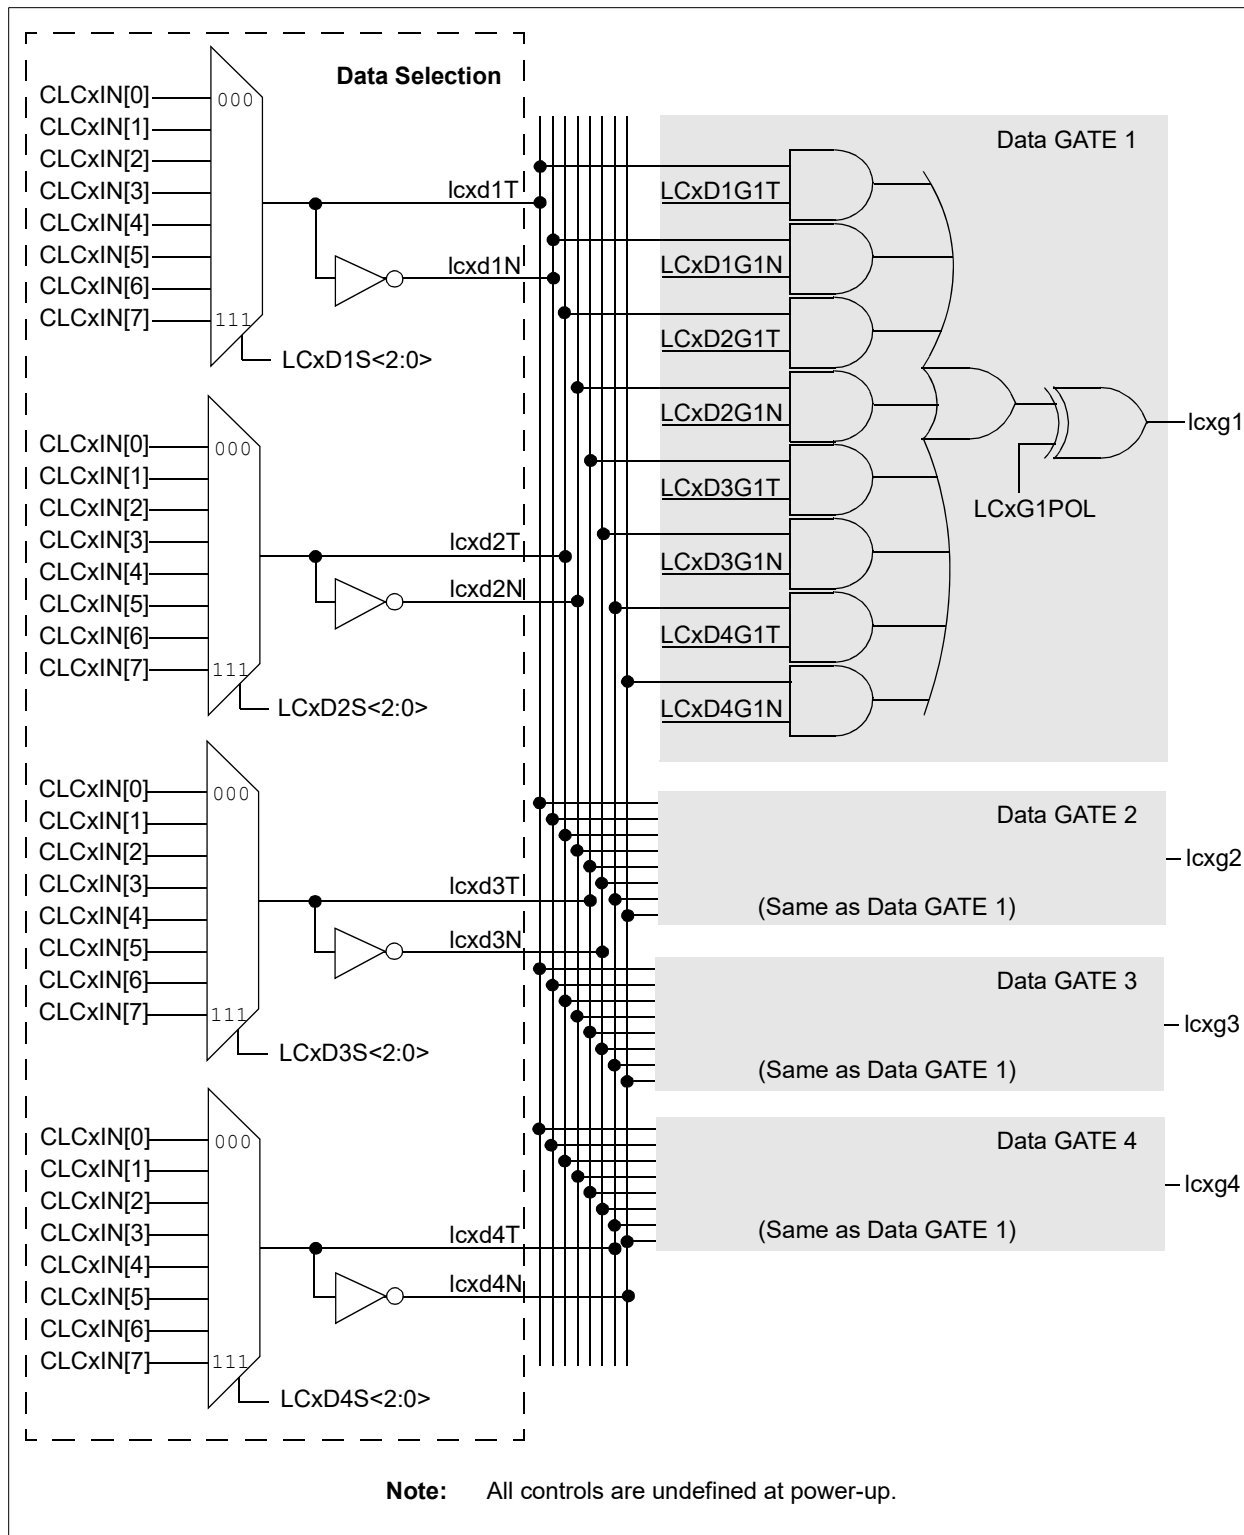 Data Selection
CLCxIN[0]
CLCxIN[1]
CLCxIN[2]
CLCxIN[3]
CLCxIN[4]
CLCxIN[5]
CLCxIN[6]
CLCxIN[7]
000
111
LCxD1S<2:0>
lcxd1T
lcxd1N
CLCxIN[0]
CLCxIN[1]
CLCxIN[2]
CLCxIN[3]
CLCxIN[4]
CLCxIN[5]
CLCxIN[6]
CLCxIN[7]
000
111
LCxD2S<2:0>
lcxd2T
lcxd2N
CLCxIN[0]
CLCxIN[1]
CLCxIN[2]
CLCxIN[3]
CLCxIN[4]
CLCxIN[5]
CLCxIN[6]
CLCxIN[7]
000
111
LCxD3S<2:0>
lcxd3T
lcxd3N
CLCxIN[0]
CLCxIN[1]
CLCxIN[2]
CLCxIN[3]
CLCxIN[4]
CLCxIN[5]
CLCxIN[6]
CLCxIN[7]
000
111
LCxD4S<2:0>
lcxd4T
lcxd4N
Data GATE 1
LCxD1G1T
LCxD1G1N
LCxD2G1T
LCxD2G1N
LCxD3G1T
LCxD3G1N
LCxD4G1T
LCxD4G1N
LCxG1POL
lcxg1
Data GATE 2
(Same as Data GATE 1)
lcxg2
Data GATE 3
(Same as Data GATE 1)
lcxg3
Data GATE 4
(Same as Data GATE 1)
lcxg4
Note: All controls are undefined at power-up.